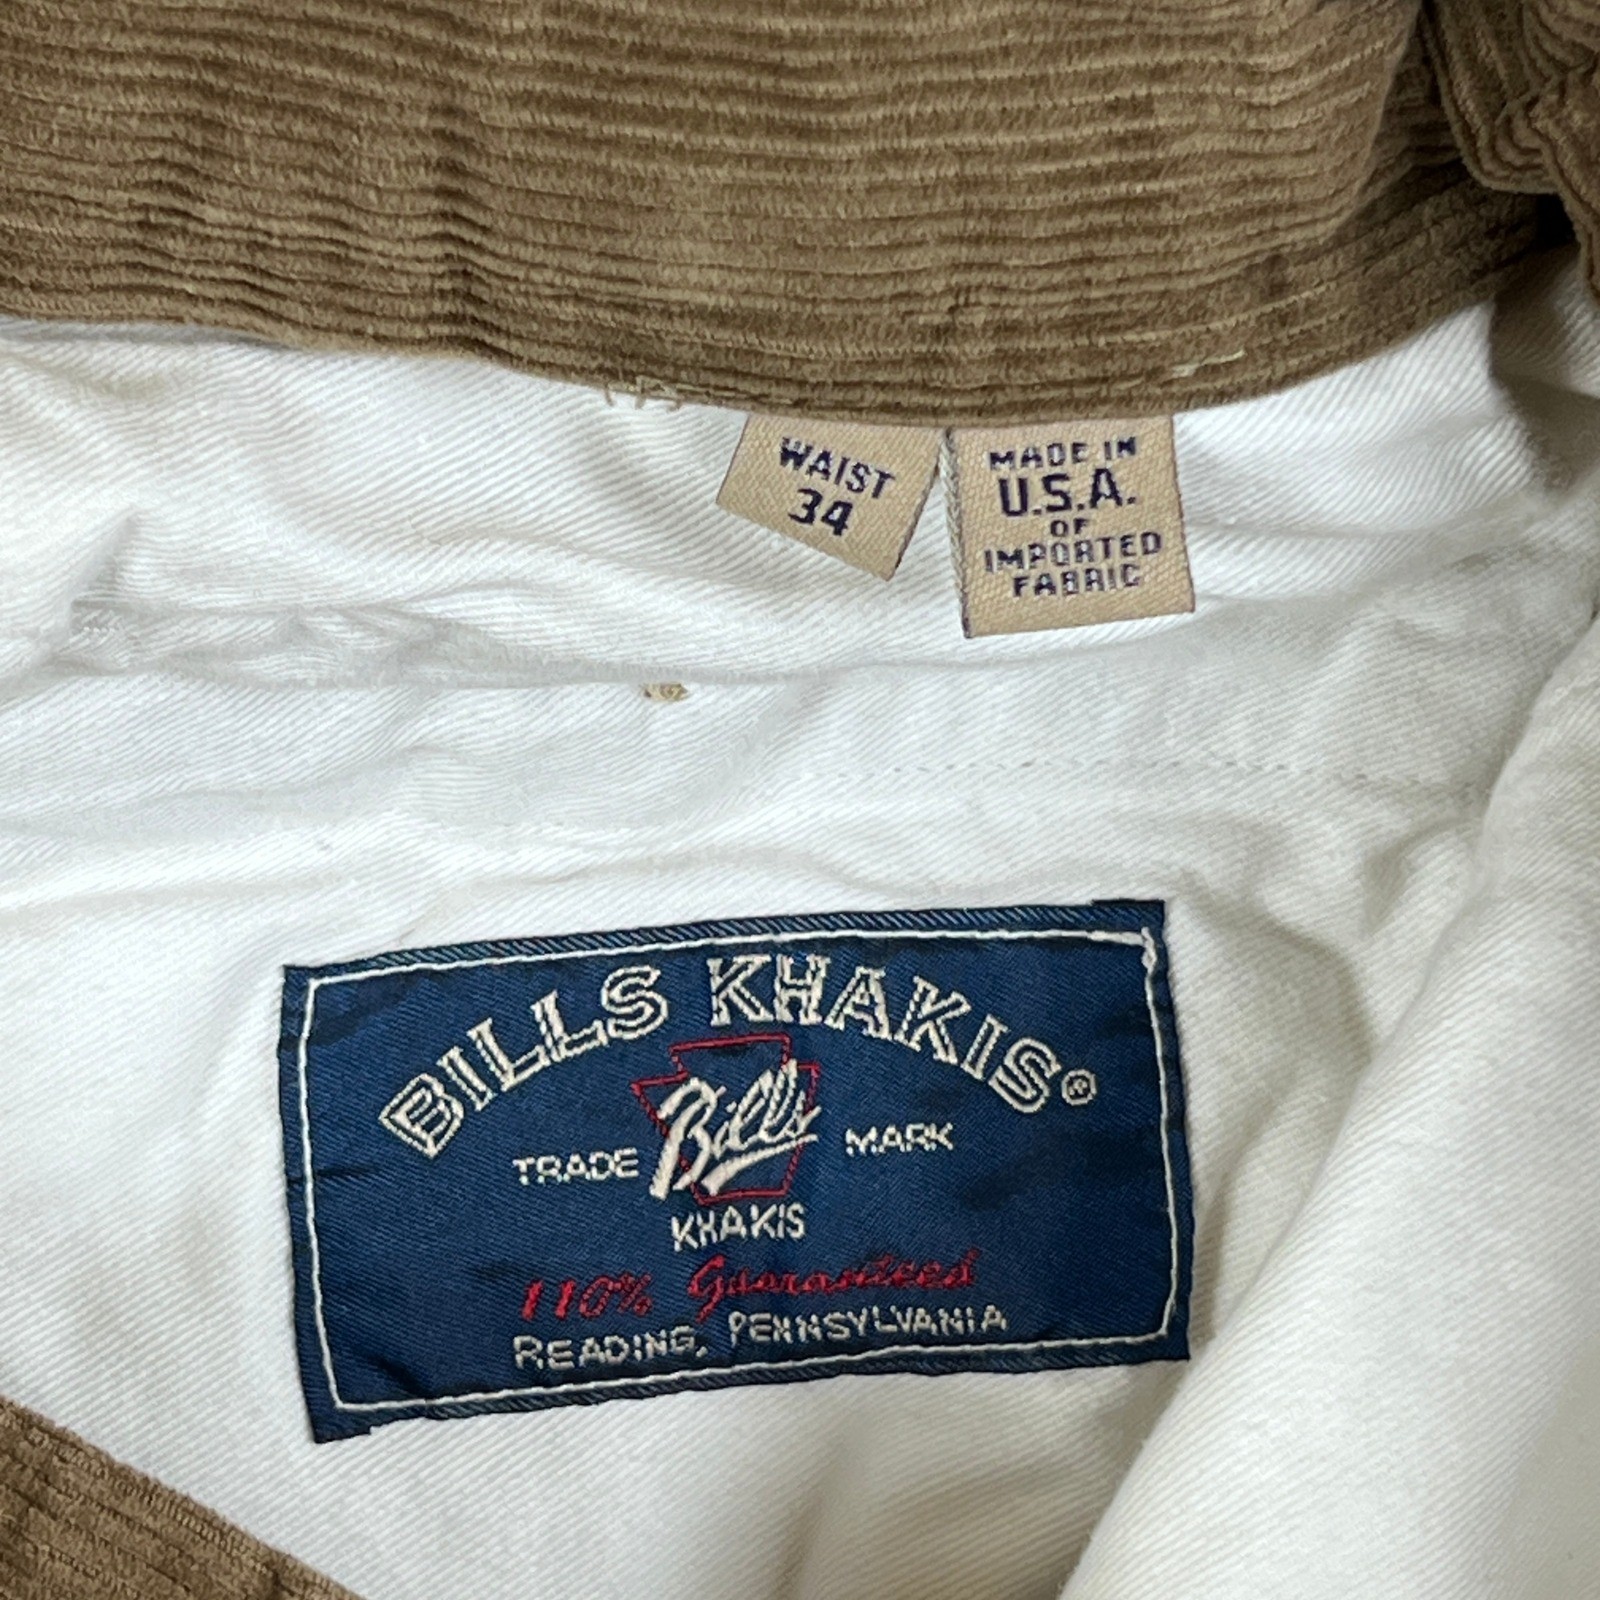 WAIST
34
MADE IN
U.S.A.
OF
IMPORTED
FABRIC
BILLS KHAKIS®
Bills
TRADE MARK
KHAKIS
110% Guaranteed
READING, PENNSYLVANIA